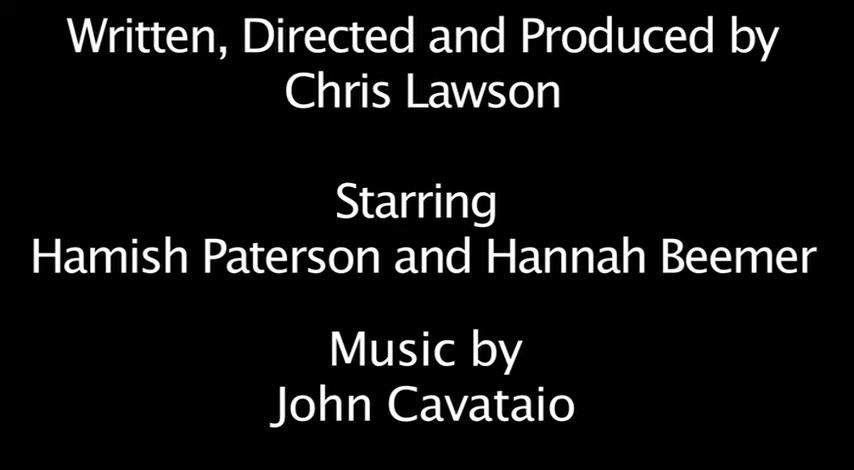 Written, Directed and Produced by
Chris Lawson
Starring
Hamish Paterson and Hannah Beemer
Music by
John Cavataio